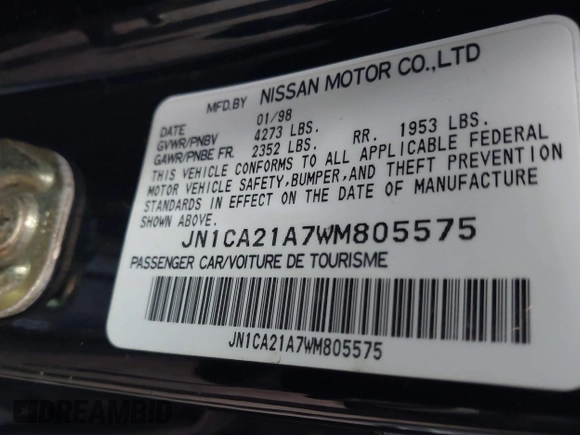 MFD.BY NISSAN MOTOR CO.,LTD
DATE 01/98
GVWR/PNBV 4273 LBS.
GAWR/PNBE FR. 2352 LBS. RR. 1953 LBS.
THIS VEHICLE CONFORMS TO ALL APPLICABLE FEDERAL
MOTOR VEHICLE SAFETY,BUMPER,AND THEFT PREVENTION
STANDARDS IN EFFECT ON THE DATE OF MANUFACTURE
SHOWN ABOVE.
JN1CA21A7WM805575
PASSENGER CAR/VOITURE DE TOURISME
JN1CA21A7WM805575
DREAMBID